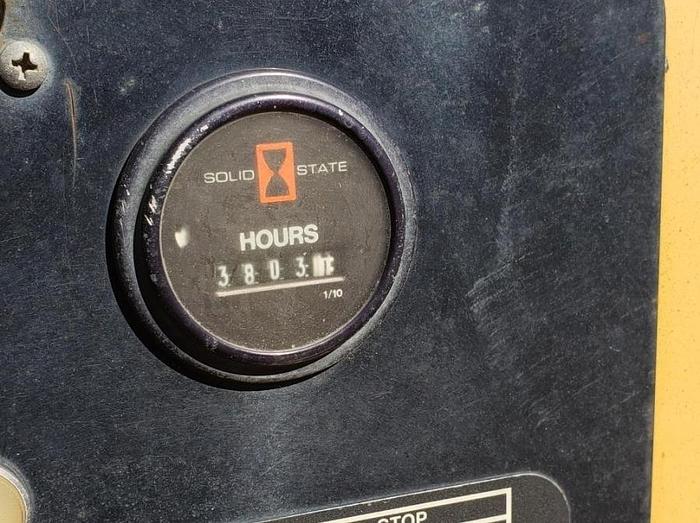 SOLID STATE
HOURS
3803
1/10
STOP